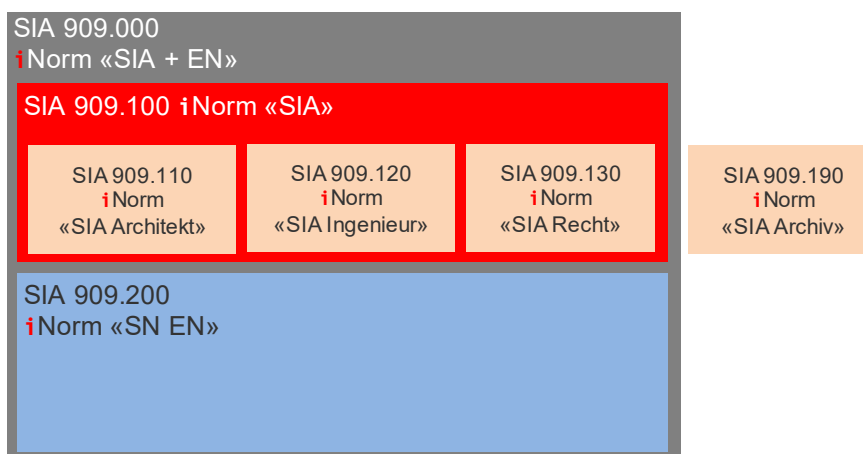 SIA 909.000
iNorm «SIA + EN»
SIA 909.100 iNorm «SIA»
SIA 909.110
iNorm
«SIA Architekt»
SIA 909.120
iNorm
«SIA Ingenieur»
SIA 909.130
iNorm
«SIA Recht»
SIA 909.190
iNorm
«SIA Archiv»
SIA 909.200
iNorm «SN EN»